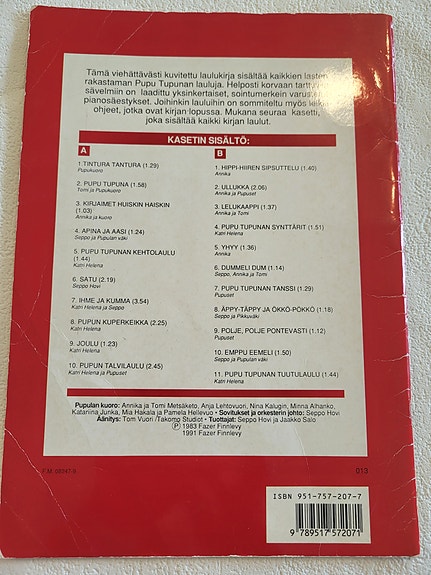 Tämä viehättävästi kuvitettu laulukirja sisältää kaikkien lasten
rakastaman Pupu Tupunan lauluja. Helposti korvaan tarttuviin
sävelmiin on laadittu yksinkertaiset, sointumerkein varustetut
pianosäestykset. Joihinkin lauluihin on sommiteltu myös leikki-
ohjeet, jotka ovat kirjan lopussa. Mukana seuraa kasetti,
joka sisältää kaikki kirjan laulut.
KASETIN SISÄLTÖ:
A
1. TINTURA TANTURA (1.29)
Pupukuoro
2. PUPU TUPUNA (1.58)
Tomi ja Pupukuoro
3. KIRJAIMET HUISKIN HAISKIN
(1.03)
Annika ja kuoro
4. APINA JA AASI (1.24)
Seppo ja Pupulan väki
5. PUPU TUPUNAN KEHTOLAULU
(1.44)
Katri Helena
6. SATU (2.19)
Seppo Hovi
7. IHME JA KUMMA (3.54)
Katri Helena ja Seppo
8. PUPUN KUPERKEIKKA (2.25)
Katri Helena
9. JOULU (1.23)
Katri Helena
10. PUPUN TALVILAULU (2.45)
Katri Helena ja Pupuset
B
1. HIPPI-HIIREN SIPSUTTELU (1.40)
Annika
2. ULLUKKA (2.06)
Annika ja Pupuset
3. LELUKAAPPI (1.37)
Annika ja Tomi
4. PUPU TUPUNAN SYNTTÄRIT (1.51)
Katri Helena
5. YHYY (1.36)
Annika
6. DUMMELI DUM (1.14)
Seppo, Annika ja Tomi
7. PUPU TUPUNAN TANSSI (1.29)
Pupuset
8. ÄPPY-TÄPPY JA ÖKKÖ-PÖKKÖ (1.18)
Seppo ja Pikkuväki
9. POLJE, POLJE PONTEVASTI (1.12)
Pupuset
10. EMPPU EEMELI (1.50)
Seppo ja Pupuset
11. PUPU TUPUNAN TUUTULAULU (1.44)
Katri Helena
Pupulan kuoro: Annika ja Tomi Metsäketo, Anja Lehtovuori, Nina Kalugin, Minna Alhanko,
Katariina Junka, Mia Hakala ja Pamela Hellevuo • Sovitukset ja orkesterin johto: Seppo Hovi
Äänitys: Tom Vuori /Takomo Studiot • Tuottajat: Seppo Hovi ja Jaakko Salo
Ⓟ 1983 Fazer Finnlevy
1991 Fazer Finnlevy
F.M. 08047-9
013
ISBN 951-757-207-7
9 789517 572071